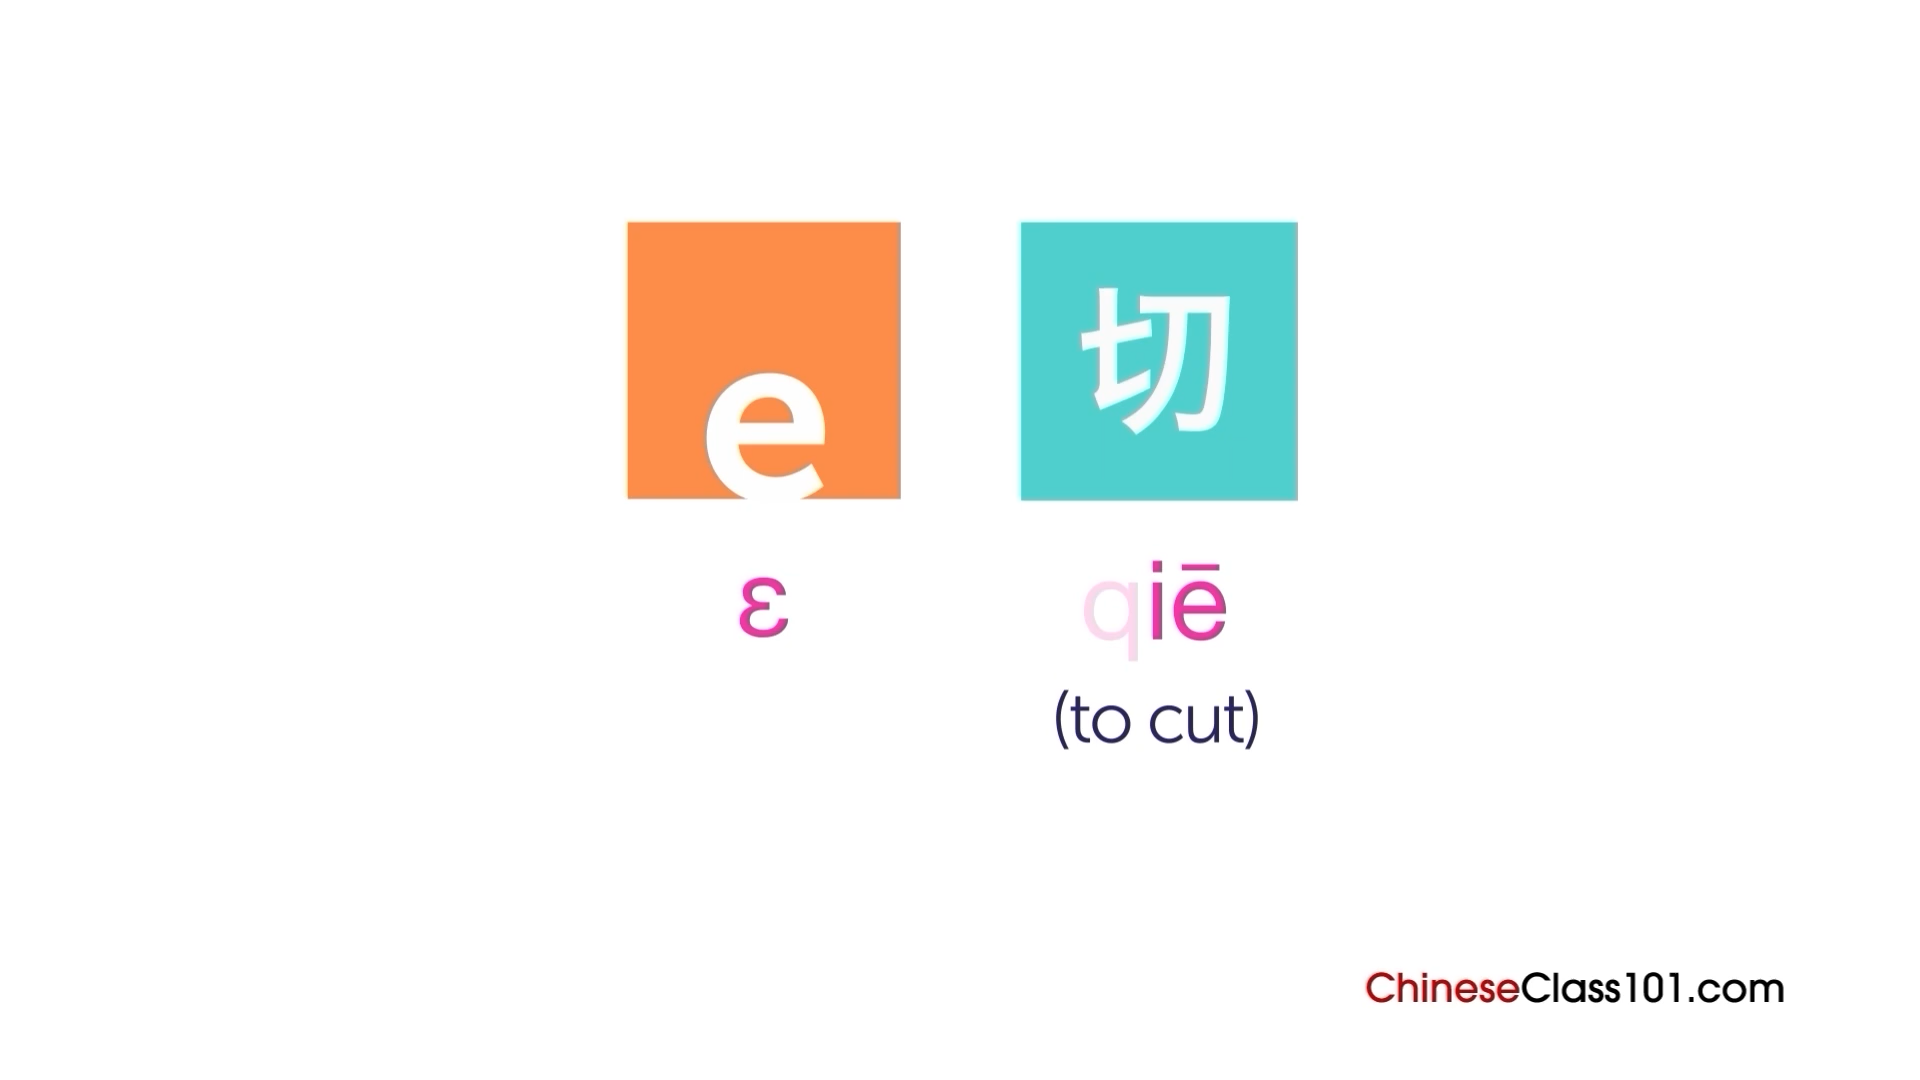 e 切
ɛ qiē
(to cut)
ChineseClass101.com